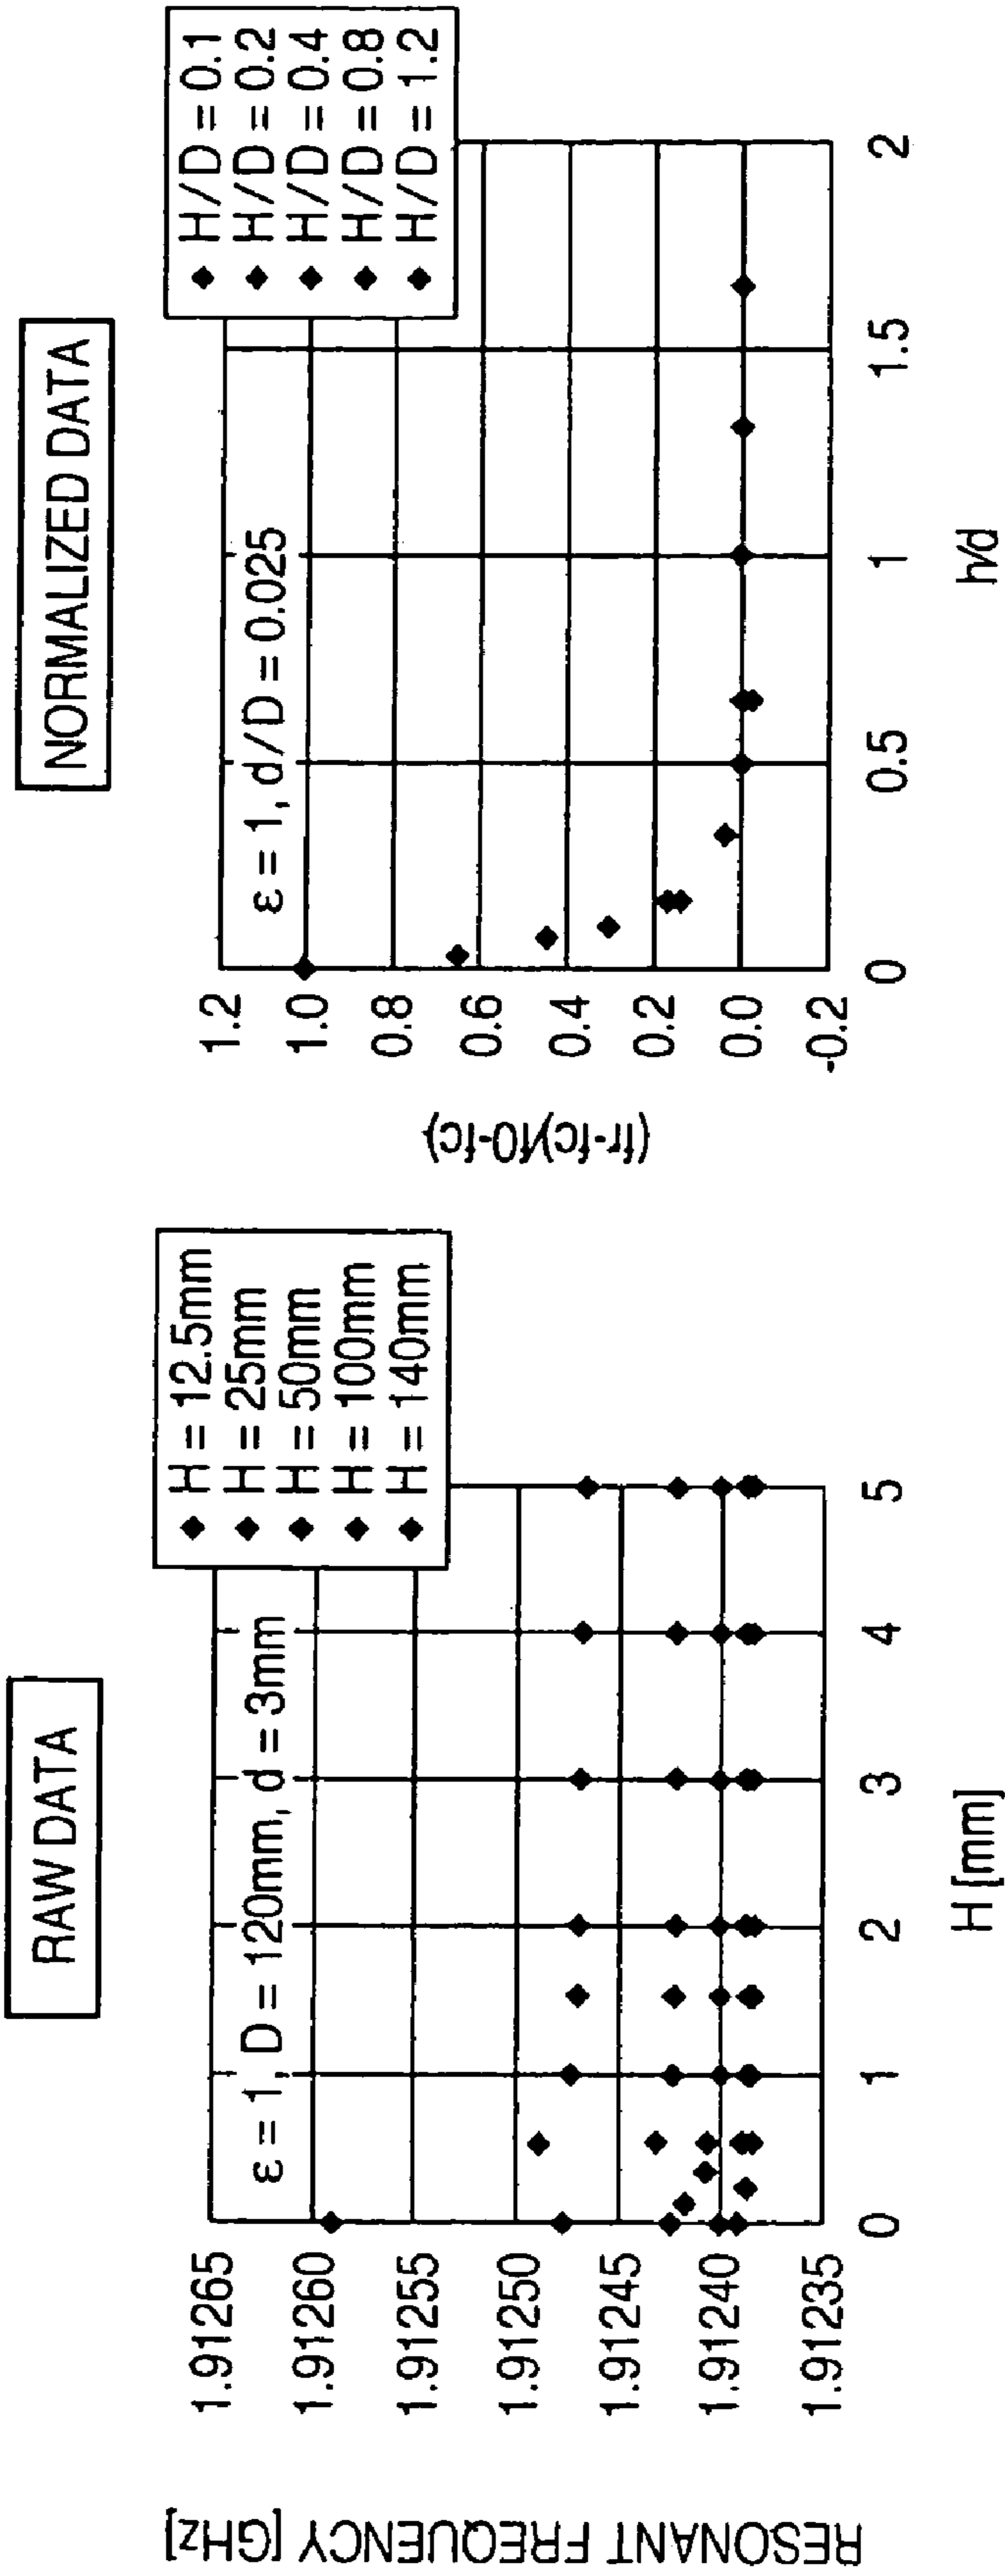 RAW DATA
ε = 1, D = 120mm, d = 3mm
H = 12.5mm
H = 25mm
H = 50mm
H = 100mm
H = 140mm
RESONANT FREQUENCY [GHz]
1.91265
1.91260
1.91255
1.91250
1.91245
1.91240
1.91235
0 1 2 3 4 5
H [mm]
NORMALIZED DATA
ε = 1, d/D = 0.025
H/D = 0.1
H/D = 0.2
H/D = 0.4
H/D = 0.8
H/D = 1.2
(fr-fc)/f0-fc)
1.2
1.0
0.8
0.6
0.4
0.2
0.0
-0.2
0 0.5 1 1.5 2
h/d